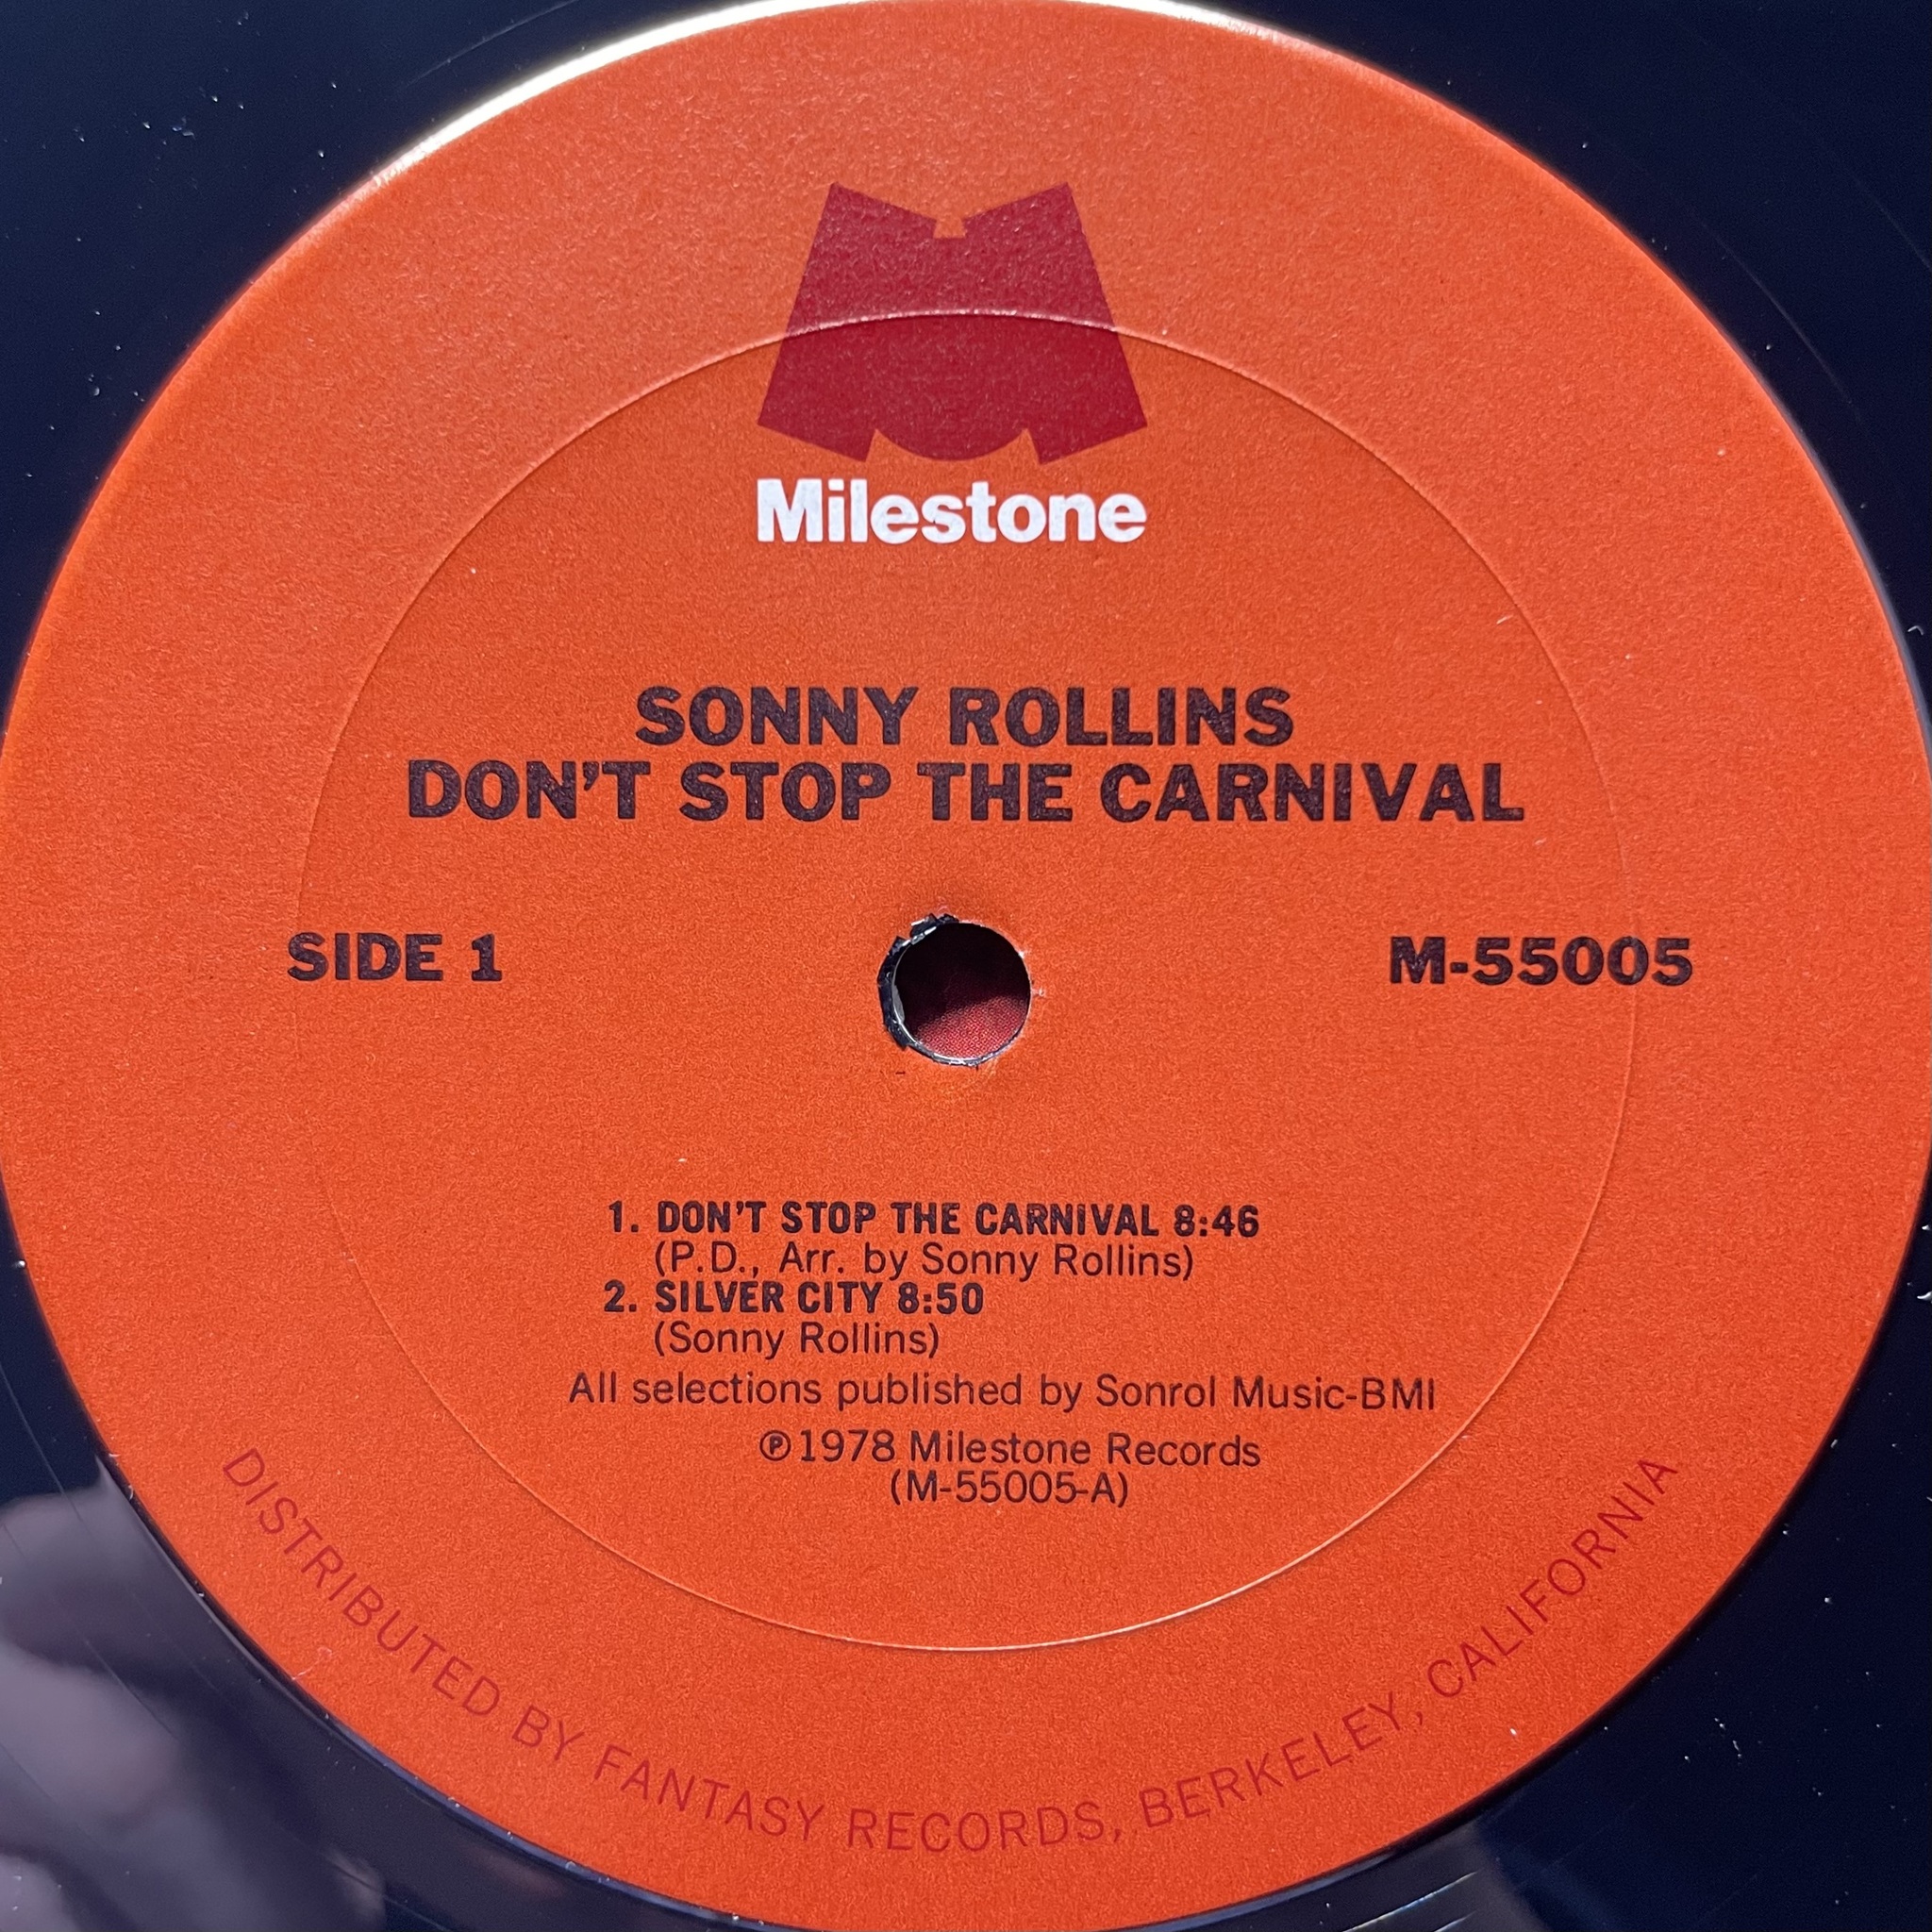 Milestone
SONNY ROLLINS
DON'T STOP THE CARNIVAL
SIDE 1
M-55005
1. DON'T STOP THE CARNIVAL 8:46
(P.D., Arr. by Sonny Rollins)
2. SILVER CITY 8:50
(Sonny Rollins)
All selections published by Sonrol Music-BMI
℗1978 Milestone Records
(M-55005-A)
DISTRIBUTED BY FANTASY RECORDS, BERKELEY, CALIFORNIA